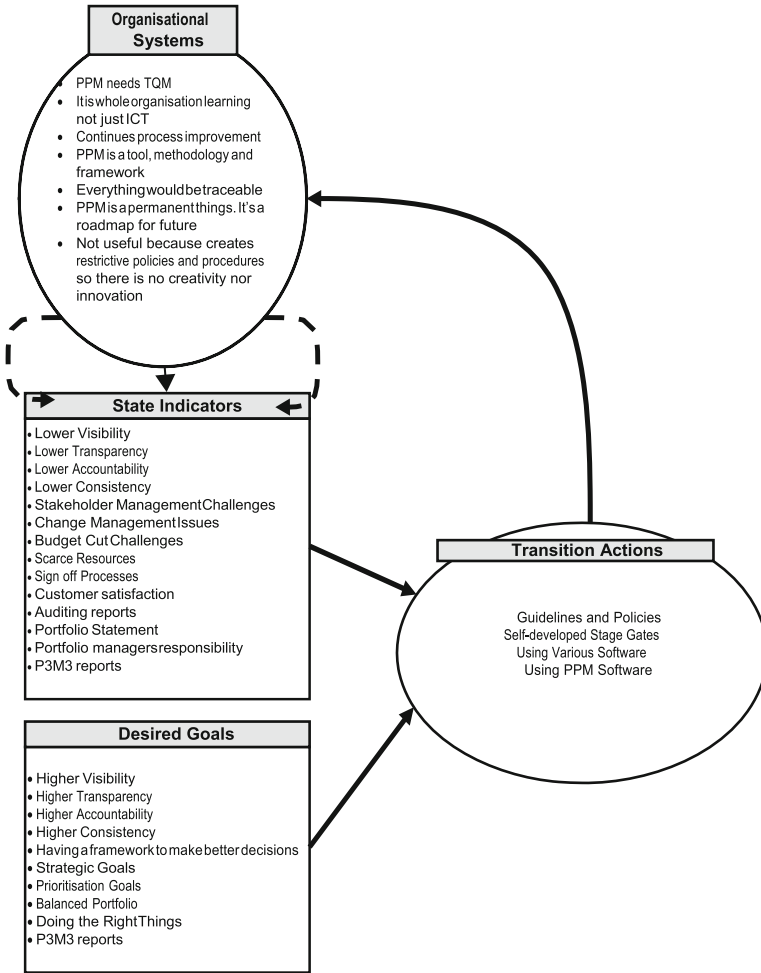 Organisational
Systems
• PPM needs TQM
• It is whole organisation learning
not just ICT
• Continues process improvement
• PPM is a tool, methodology and
framework
• Everything would be traceable
• PPM is a permanent things. It's a
roadmap for future
• Not useful because creates
restrictive policies and procedures
so there is no creativity nor
innovation
State Indicators
• Lower Visibility
• Lower Transparency
• Lower Accountability
• Lower Consistency
• Stakeholder Management Challenges
• Change Management Issues
• Budget Cut Challenges
• Scarce Resources
• Sign off Processes
• Customer satisfaction
• Auditing reports
• Portfolio Statement
• Portfolio managers responsibility
• P3M3 reports
Transition Actions
Guidelines and Policies
Self-developed Stage Gates
Using Various Software
Using PPM Software
Desired Goals
• Higher Visibility
• Higher Transparency
• Higher Accountability
• Higher Consistency
• Having a framework to make better decisions
• Strategic Goals
• Prioritisation Goals
• Balanced Portfolio
• Doing the Right Things
• P3M3 reports